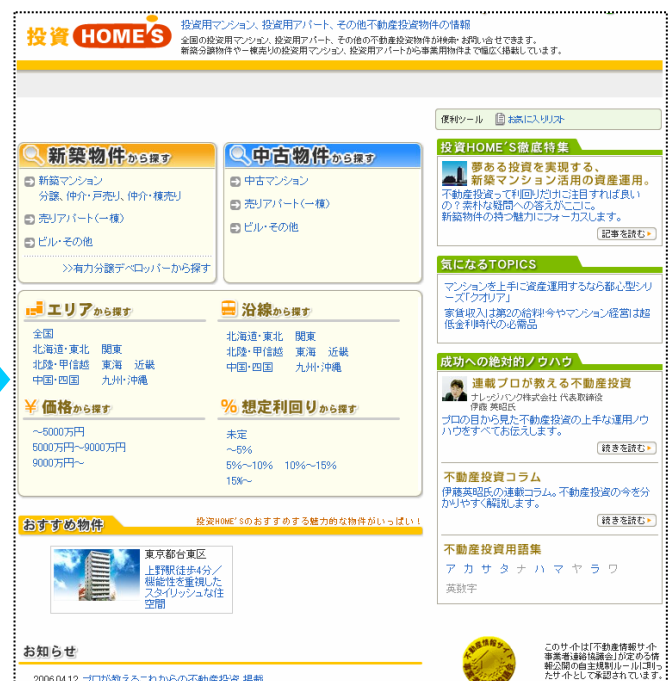 投資 HOME'S
投資用マンション、投資用アパート、その他不動産投資物件の情報
全国の投資用マンション、投資用アパート、その他の不動産投資物件が検索・お問い合せできます。
新築分譲物件や一棟売りの投資用マンション、投資用アパートから事業用物件まで幅広く掲載しています。
便利ツール お気に入りリスト
新築物件から探す
新築マンション
分譲、仲介・戸売り、仲介・棟売り
売りアパート(一棟)
ビル・その他
>>有力分譲デベロッパーから探す
中古物件から探す
中古マンション
売りアパート(一棟)
ビル・その他
エリアから探す
全国
北海道・東北 関東
北陸・甲信越 東海 近畿
中国・四国 九州・沖縄
沿線から探す
北海道・東北 関東
北陸・甲信越 東海 近畿
中国・四国 九州・沖縄
¥ 価格から探す
～5000万円
5000万円～9000万円
9000万円～
% 想定利回りから探す
未定
～5%
5%～10% 10%～15%
15%～
おすすめ物件
投資HOME'Sのおすすめする魅力的な物件がいっぱい!
東京都台東区
上野駅徒歩4分／
機能性を重視した
スタイリッシュな住
空間
お知らせ
2006.04.12 プロが教えるこれからの不動産投資 掲載
投資HOME'S徹底特集
夢ある投資を実現する、
新築マンション活用の資産運用。
不動産投資って利回りだけに注目すれば良い
の？素朴な疑問への答えがここに。
新築物件の持つ魅力にフォーカスします。
記事を読む
気になるTOPICS
マンションを上手に資産運用するなら都心型シリ
ーズ「クオリア」
家賃収入は第2の給料!今やマンション経営は超
低金利時代の必需品
成功への絶対的ノウハウ
連載プロが教える不動産投資
ナレッジバンク株式会社 代表取締役
伊藤 英昭氏
プロの目から見た不動産投資の上手な運用ノウ
ハウをすべてお伝えします。
続きを読む
不動産投資コラム
伊藤英昭氏の連載コラム。不動産投資の今を分
かりやすく解説します。
続きを読む
不動産投資用語集
ア カ サ タ ナ ハ マ ヤ ラ ワ
英数字
不動産情報サイト
このサイトは「不動産情報サイト
事業者連絡協議会」が定める情
報公開の自主規制ルールに則っ
たサイトとして承認されています。